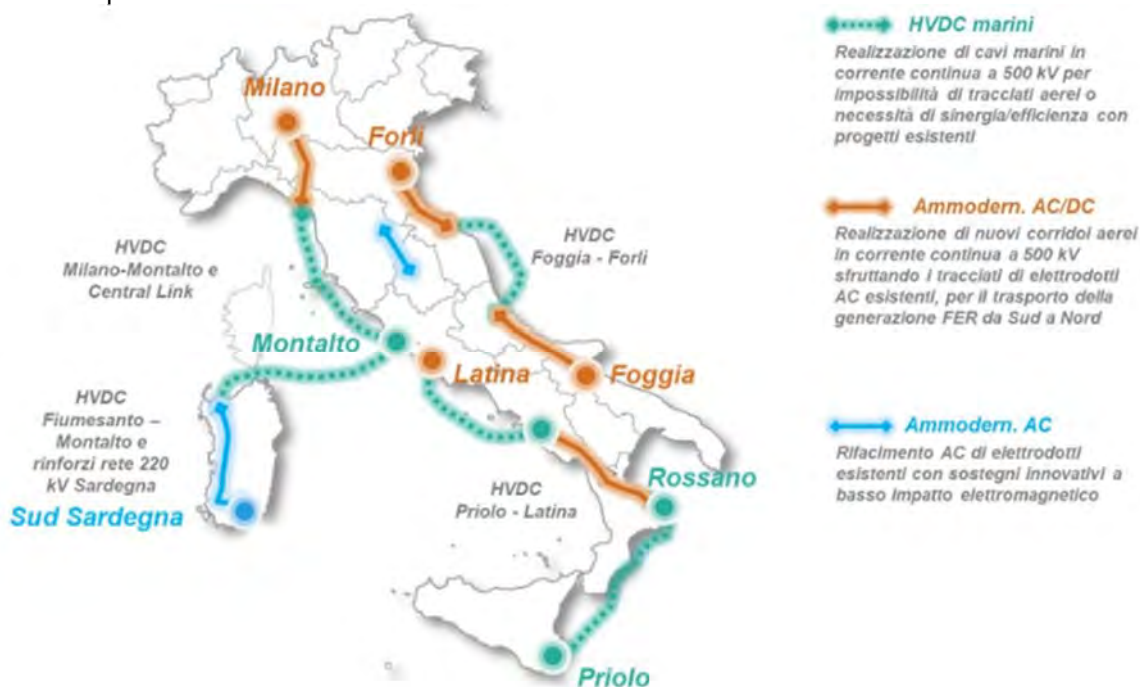 Milano
Forlì
HVDC
Milano-Montalto e
Central Link
HVDC
Foggia - Forlì
Montalto
Latina
Foggia
HVDC
Fiumesanto –
Montalto e
rinforzi rete 220
kV Sardegna
Sud Sardegna
HVDC
Priolo - Latina
Rossano
Priolo
HVDC marini
Realizzazione di cavi marini in
corrente continua a 500 kV per
impossibilità di tracciati aerei o
necessità di sinergia/efficienza con
progetti esistenti
Ammodern. AC/DC
Realizzazione di nuovi corridoi aerei
in corrente continua a 500 kV
sfruttando i tracciati di elettrodotti
AC esistenti, per il trasporto della
generazione FER da Sud a Nord
Ammodern. AC
Rifacimento AC di elettrodotti
esistenti con sostegni innovativi a
basso impatto elettromagnetico